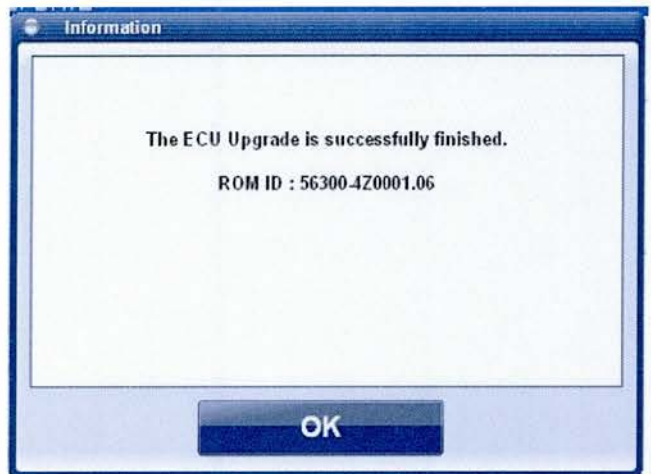 Information
The ECU Upgrade is successfully finished.
ROM ID : 56300-4Z0001.06
OK